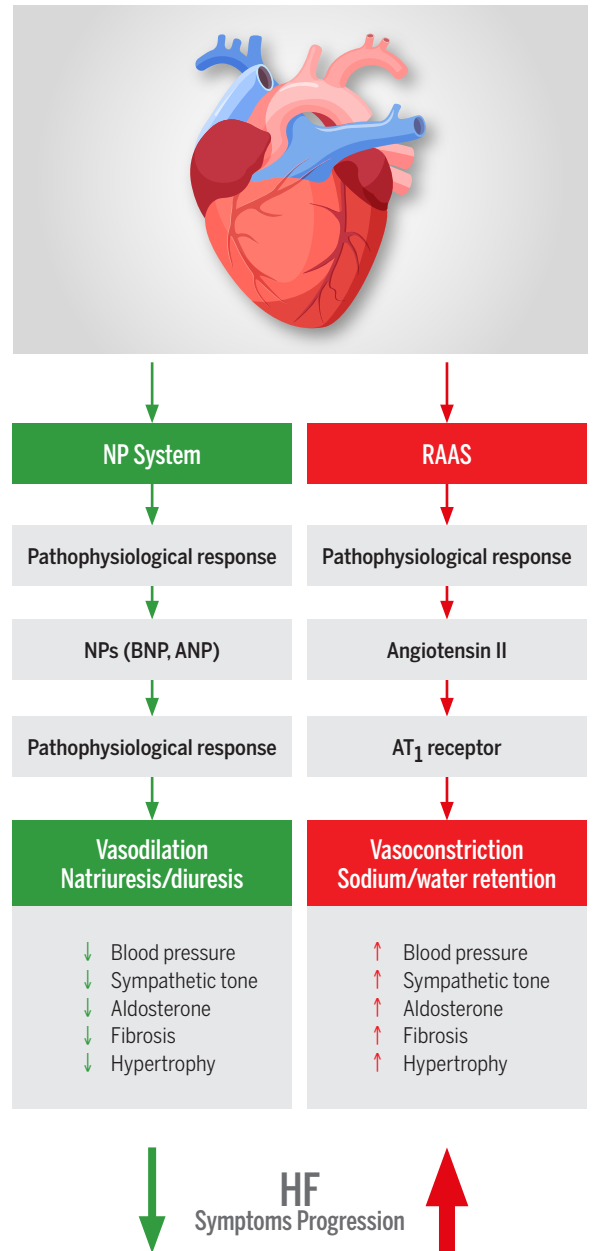 NP System
Pathophysiological response
NPs (BNP, ANP)
Pathophysiological response
Vasodilation
Natriuresis/diuresis
↓ Blood pressure
↓ Sympathetic tone
↓ Aldosterone
↓ Fibrosis
↓ Hypertrophy
RAAS
Pathophysiological response
Angiotensin II
AT1 receptor
Vasoconstriction
Sodium/water retention
↑ Blood pressure
↑ Sympathetic tone
↑ Aldosterone
↑ Fibrosis
↑ Hypertrophy
HF
Symptoms Progression